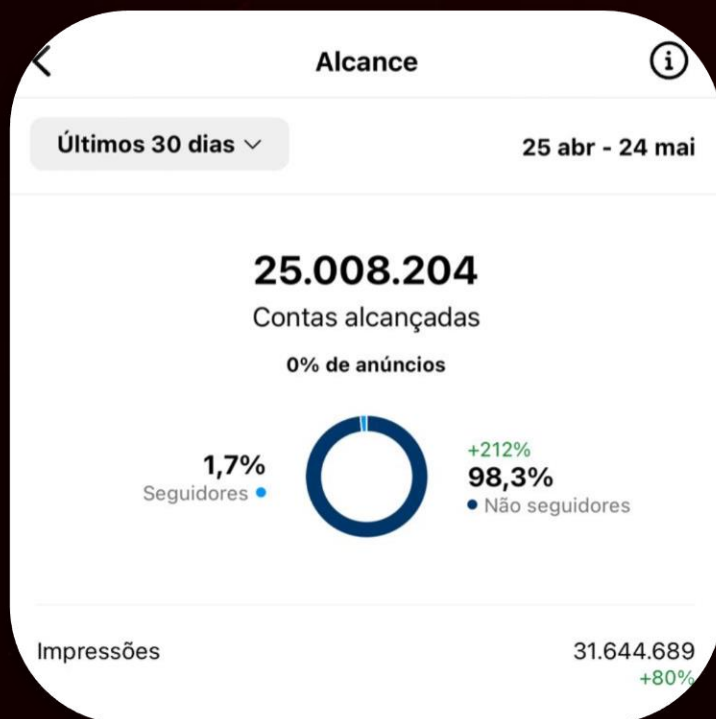 Alcance
Últimos 30 dias
25 abr - 24 mai
25.008.204
Contas alcançadas
0% de anúncios
1,7%
Seguidores
+212%
98,3%
Não seguidores
Impressões
31.644.689
+80%